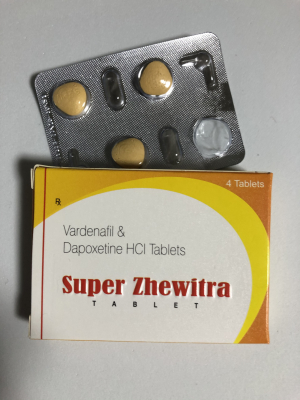 4 Tablets
Rx
Vardenafil &
Dapoxetine HCl Tablets
Super Zhewitra
TABLET